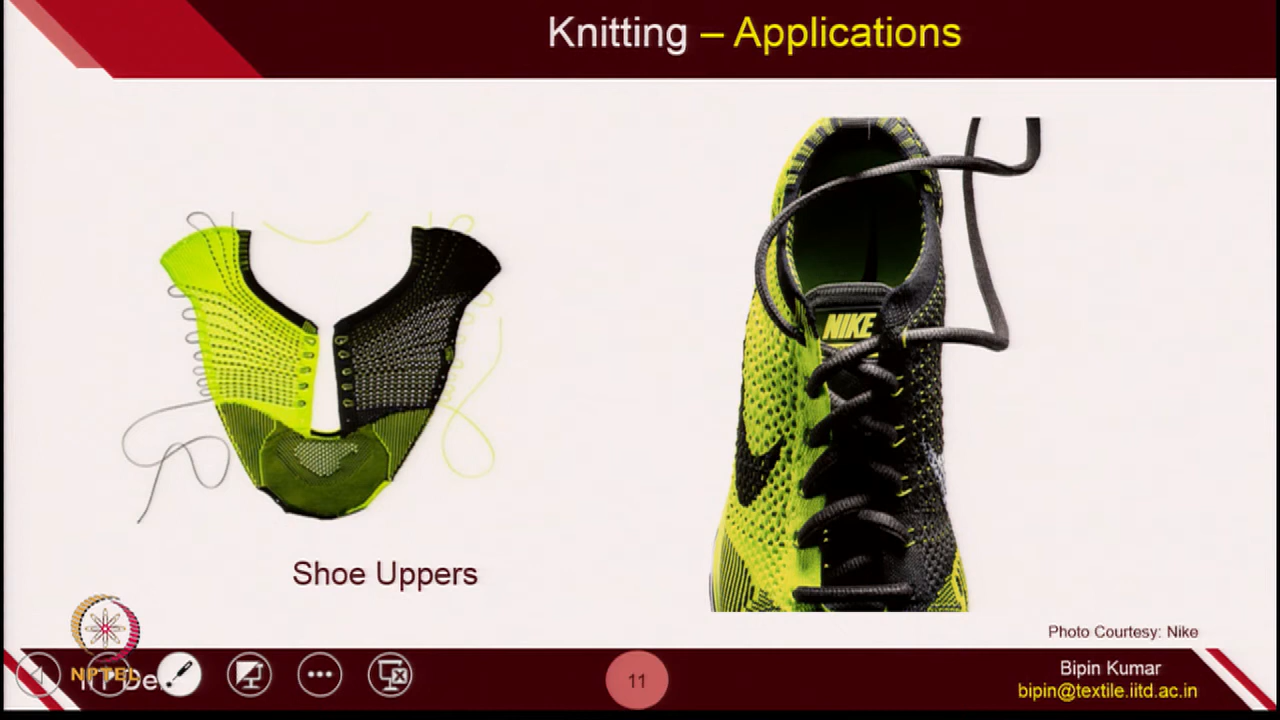 Knitting – Applications
NIKE
Shoe Uppers
Photo Courtesy: Nike
NPTEL
11
Bipin Kumar
bipin@textile.iitd.ac.in